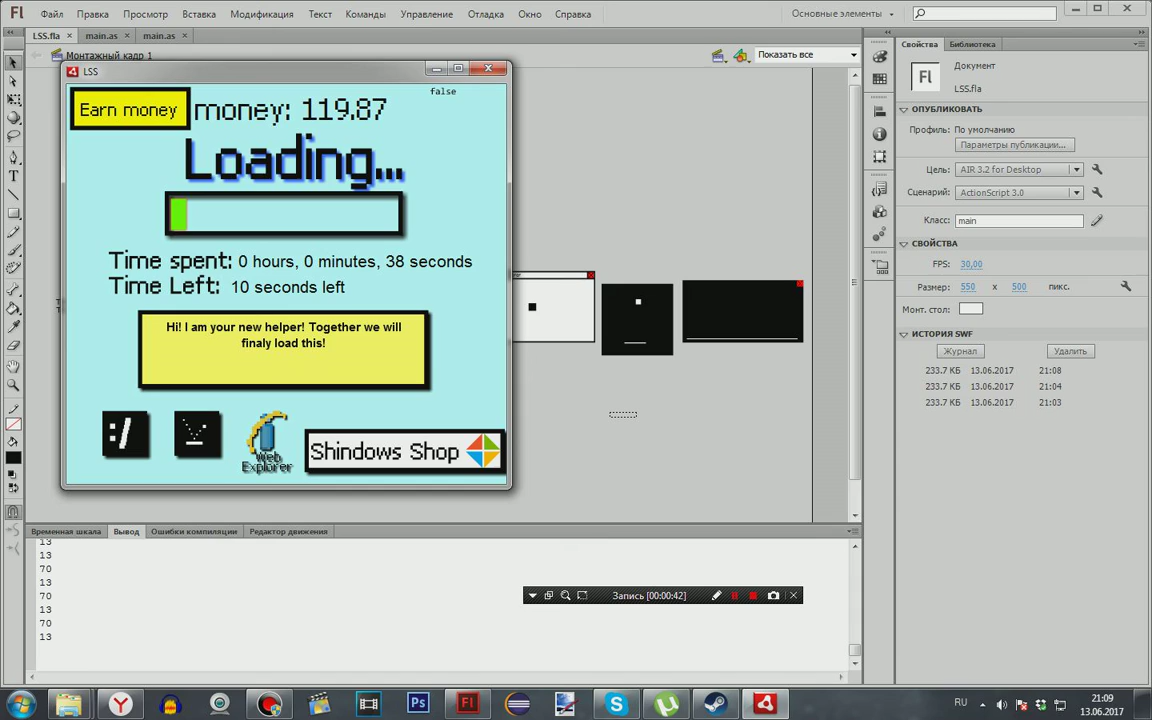 Fl Файл Правка Просмотр Вставка Модификация Текст Команды Управление Отладка Окно Справка
Основные элементы
LSS.fla × main.as × main.as ×
Монтажный кадр 1
Показать все
LSS
false
Earn money money: 119.87
Loading...
Time spent: 0 hours, 0 minutes, 38 seconds
Time Left: 10 seconds left
Hi! I am your new helper! Together we will
finaly load this!
:/
Web
Explorer
Shindows Shop
Свойства Библиотека
Fl
Документ
LSS.fla
ОПУБЛИКОВАТЬ
Профиль: По умолчанию
Параметры публикации...
Цель: AIR 3.2 for Desktop
Сценарий: ActionScript 3.0
Класс: main
СВОЙСТВА
FPS: 30,00
Размер: 550 x 500 пикс.
Монт. стол:
ИСТОРИЯ SWF
Журнал Удалить
233.7 КБ 13.06.2017 21:08
233.7 КБ 13.06.2017 21:04
233.7 КБ 13.06.2017 21:03
Временная шкала Вывод Ошибки компиляции Редактор движения
13
13
70
13
70
13
70
13
Запись [00:00:42]
Ps Fl
RU
21:09
13.06.2017